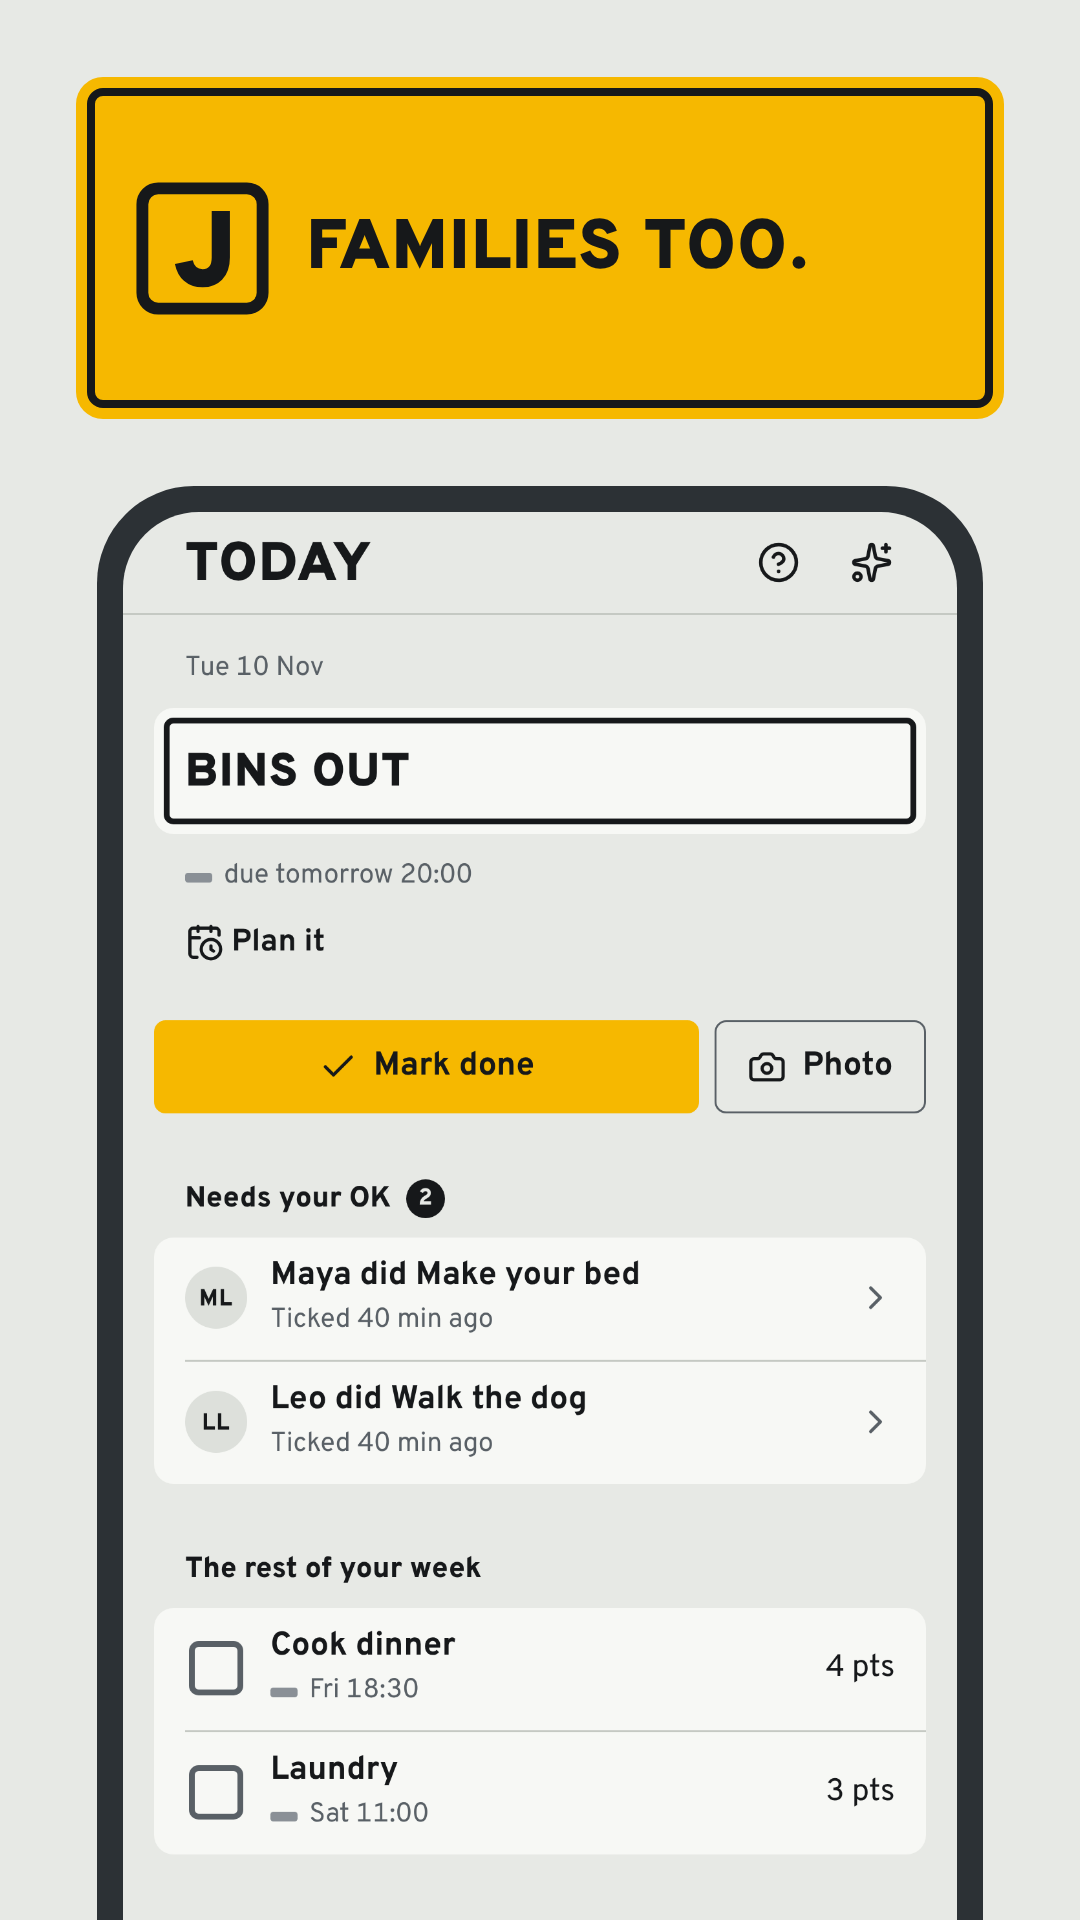 J FAMILIES TOO.
TODAY
Tue 10 Nov
BINS OUT
due tomorrow 20:00
Plan it
Mark done
Photo
Needs your OK 2
ML
Maya did Make your bed
Ticked 40 min ago
LL
Leo did Walk the dog
Ticked 40 min ago
The rest of your week
Cook dinner
Fri 18:30
4 pts
Laundry
Sat 11:00
3 pts